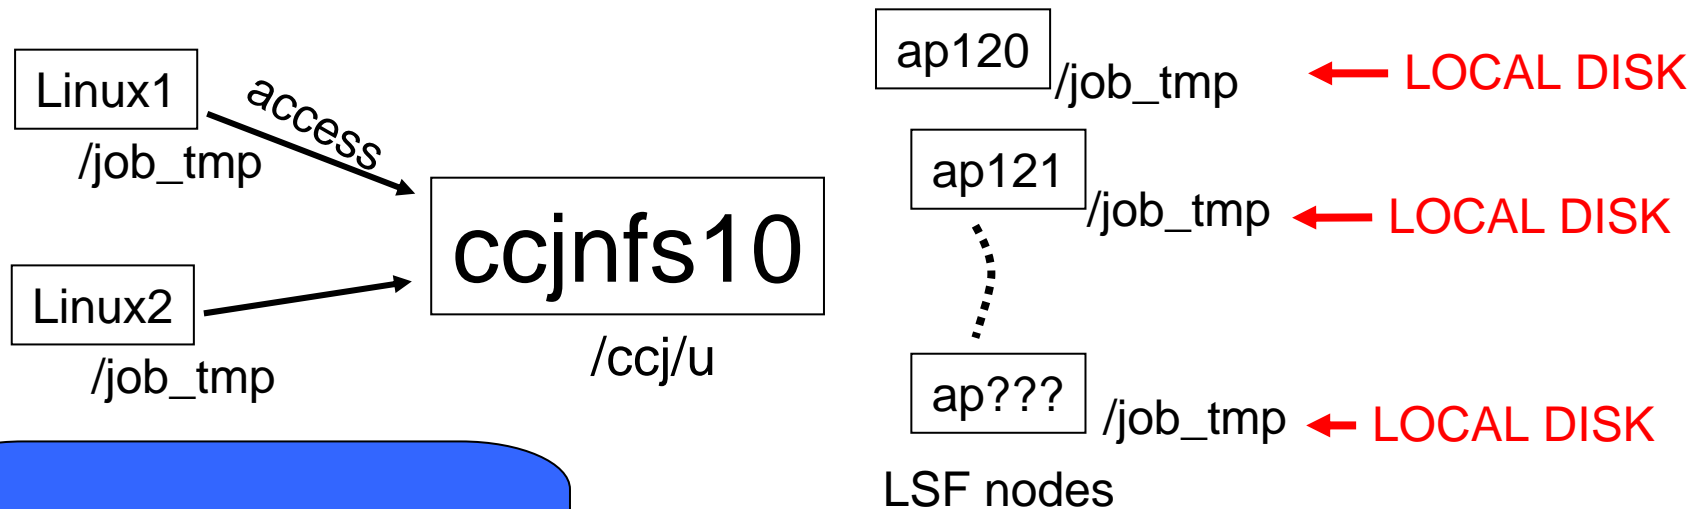 Linux1
/job_tmp
access
Linux2
/job_tmp
ccjnfs10
/ccj/u
ap120
/job_tmp
LOCAL DISK
ap121
/job_tmp
LOCAL DISK
ap???
/job_tmp
LOCAL DISK
LSF nodes